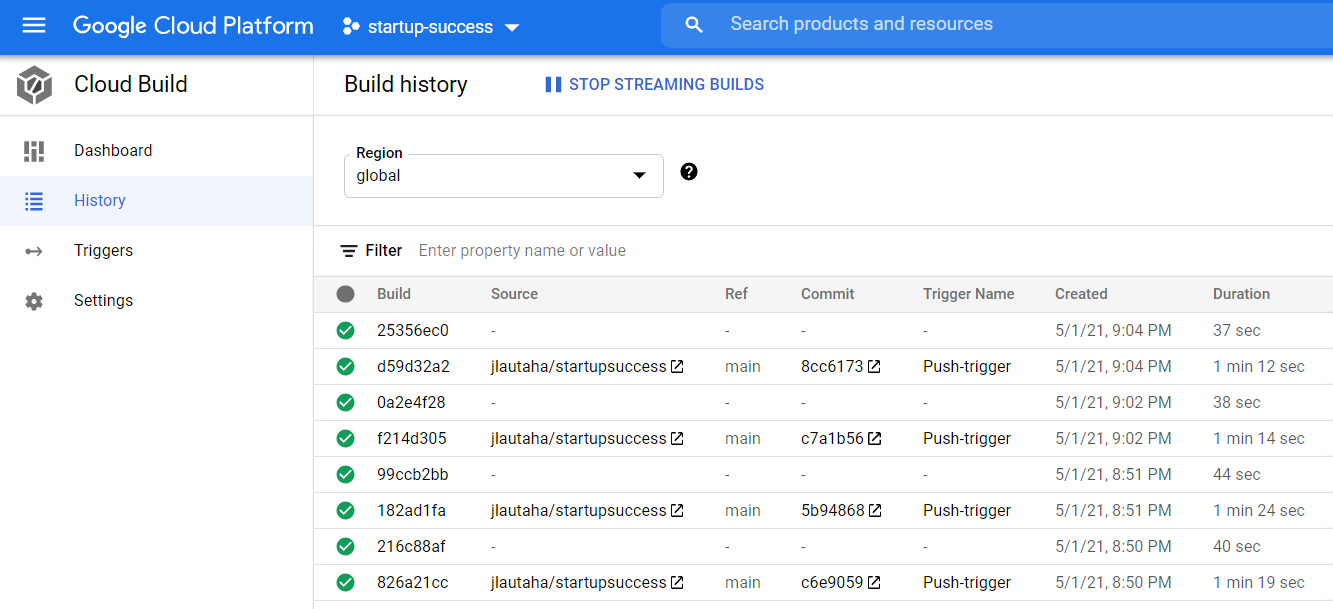 Google Cloud Platform startup-success Search products and resources
Cloud Build Build history STOP STREAMING BUILDS
Dashboard
History
Triggers
Settings
Region
global
Filter Enter property name or value
Build Source Ref Commit Trigger Name Created Duration
25356ec0 - - - - 5/1/21, 9:04 PM 37 sec
d59d32a2 jlautaha/startupsuccess main 8cc6173 Push-trigger 5/1/21, 9:04 PM 1 min 12 sec
0a2e4f28 - - - - 5/1/21, 9:02 PM 38 sec
f214d305 jlautaha/startupsuccess main c7a1b56 Push-trigger 5/1/21, 9:02 PM 1 min 14 sec
99ccb2bb - - - - 5/1/21, 8:51 PM 44 sec
182ad1fa jlautaha/startupsuccess main 5b94868 Push-trigger 5/1/21, 8:51 PM 1 min 24 sec
216c88af - - - - 5/1/21, 8:50 PM 40 sec
826a21cc jlautaha/startupsuccess main c6e9059 Push-trigger 5/1/21, 8:50 PM 1 min 19 sec